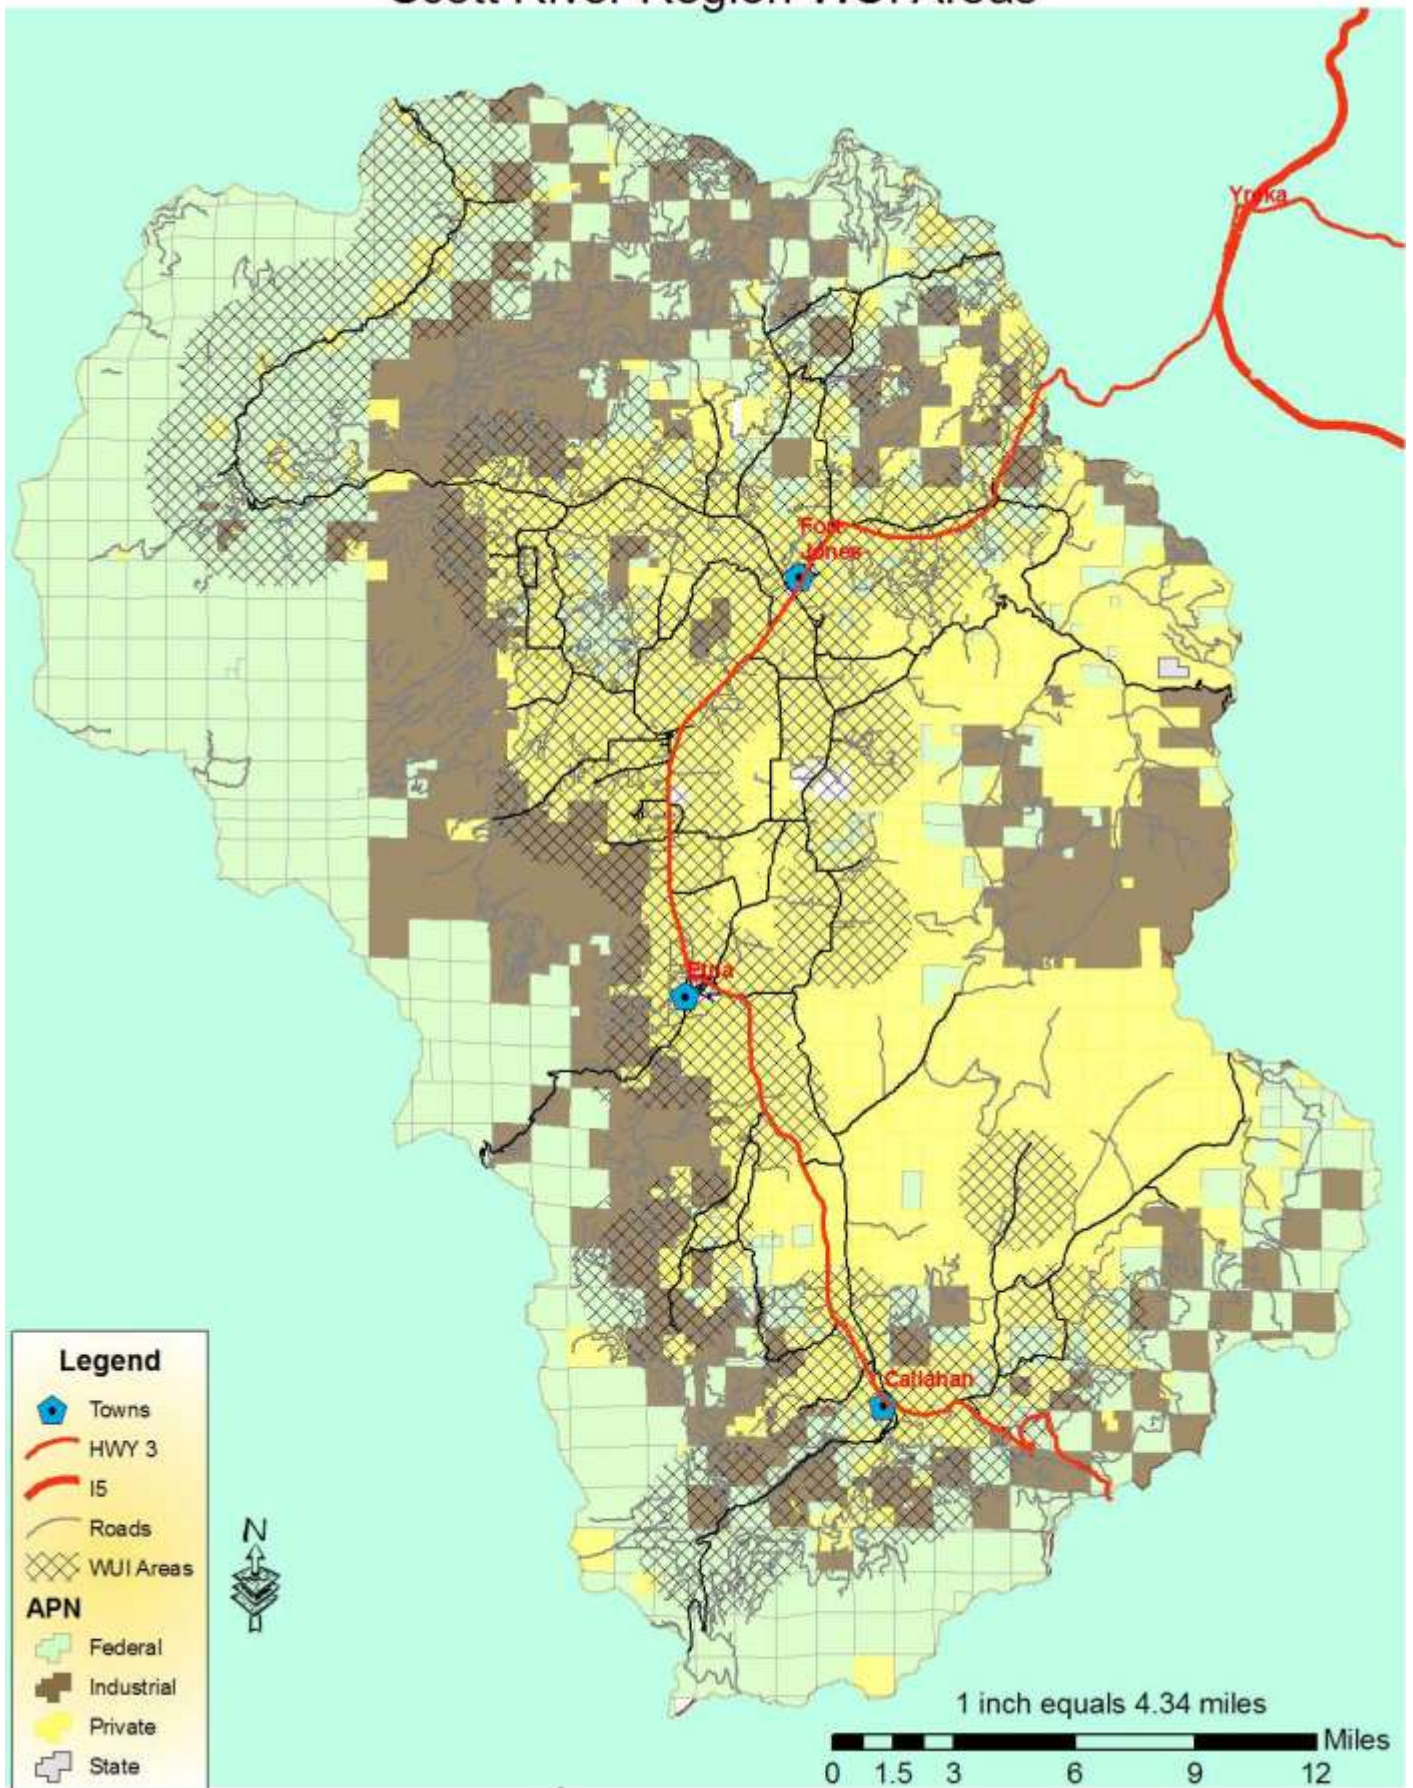 Scott River Region WUI Areas
Yreka
Fort
Jones
Etna
Callahan
Legend
Towns
HWY 3
I5
Roads
WUI Areas
APN
Federal
Industrial
Private
State
N
1 inch equals 4.34 miles
Miles
0 1.5 3 6 9 12